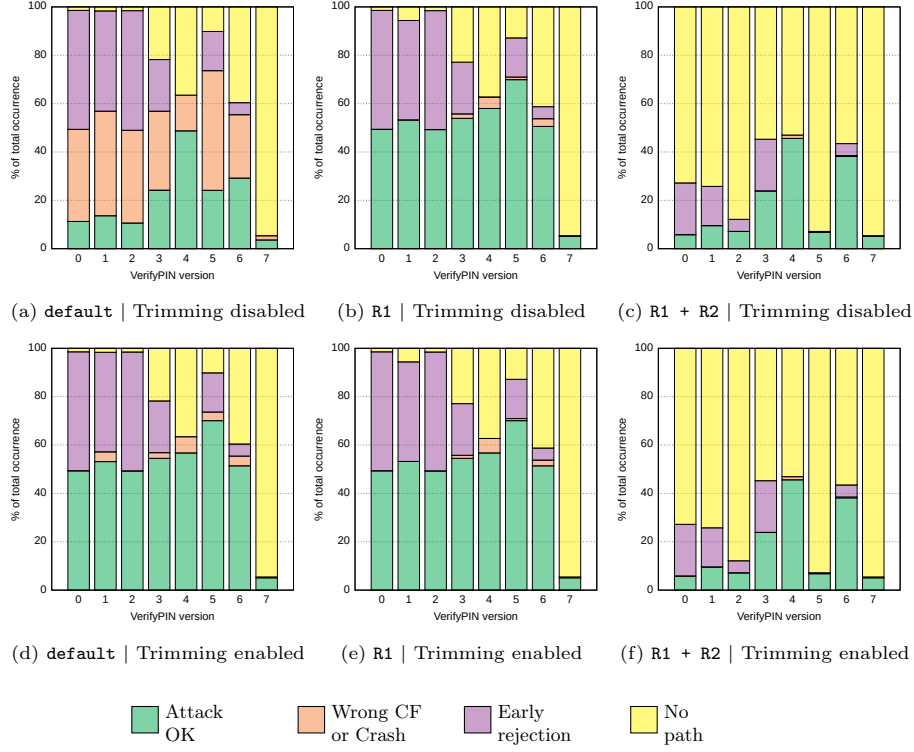 100
80
60
40
20
0
% of total occurrence
0 1 2 3 4 5 6 7
VerifyPIN version
(a) default | Trimming disabled
100
80
60
40
20
0
% of total occurrence
0 1 2 3 4 5 6 7
VerifyPIN version
(b) R1 | Trimming disabled
100
80
60
40
20
0
% of total occurrence
0 1 2 3 4 5 6 7
VerifyPIN version
(c) R1 + R2 | Trimming disabled
100
80
60
40
20
0
% of total occurrence
0 1 2 3 4 5 6 7
VerifyPIN version
(d) default | Trimming enabled
100
80
60
40
20
0
% of total occurrence
0 1 2 3 4 5 6 7
VerifyPIN version
(e) R1 | Trimming enabled
100
80
60
40
20
0
% of total occurrence
0 1 2 3 4 5 6 7
VerifyPIN version
(f) R1 + R2 | Trimming enabled
Attack
OK
Wrong CF
or Crash
Early
rejection
No
path